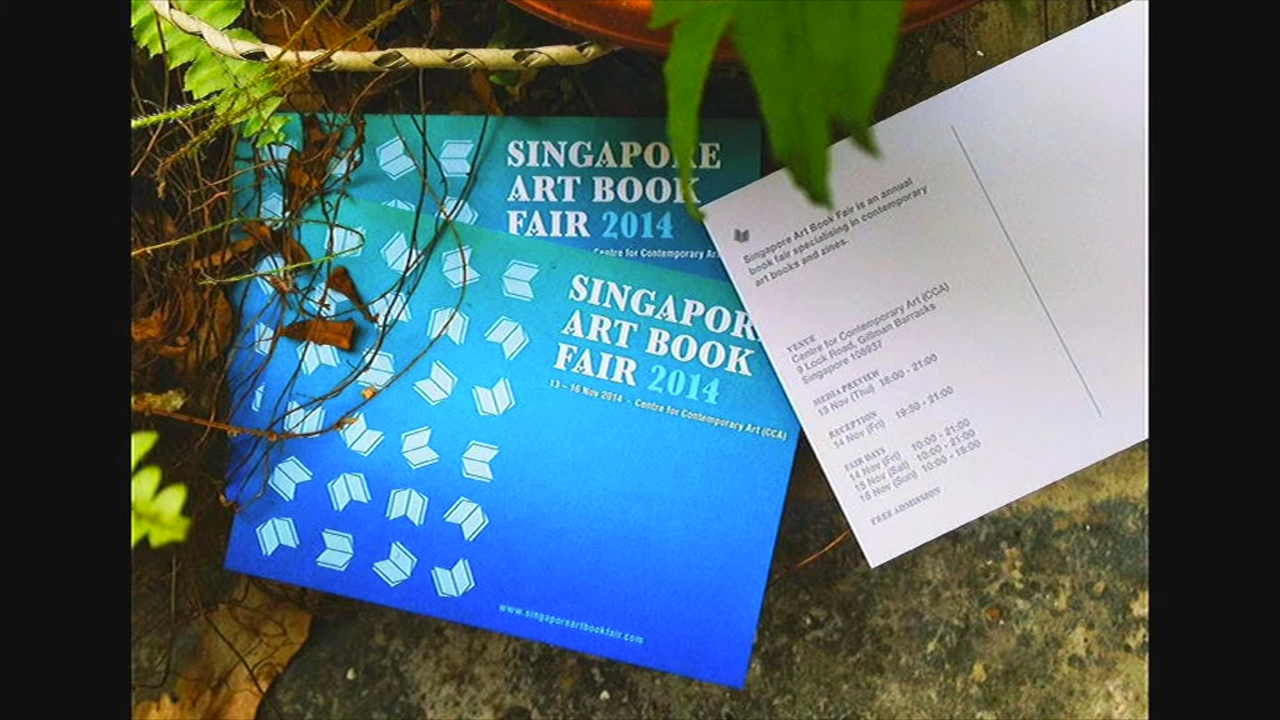 SINGAPORE
ART BOOK
FAIR 2014
Centre for Contemporary Art
SINGAPOR
ART BOOK
FAIR 2014
13 – 16 Nov 2014 - Centre for Contemporary Art (CCA)
www.singaporeartbookfair.com
Singapore Art Book Fair is an annual
book fair specialising in contemporary
art books and zines.
VENUE
Centre for Contemporary Art (CCA)
9 Lock Road, Gillman Barracks
Singapore 108937
MEDIA PREVIEW
13 Nov (Thu) 18:00 - 21:00
RECEPTION
14 Nov (Fri) 19:30 - 21:00
FAIR DAYS
14 Nov (Fri) 10:00 - 21:00
15 Nov (Sat) 10:00 - 21:00
16 Nov (Sun) 10:00 - 18:00
FREE ADMISSION